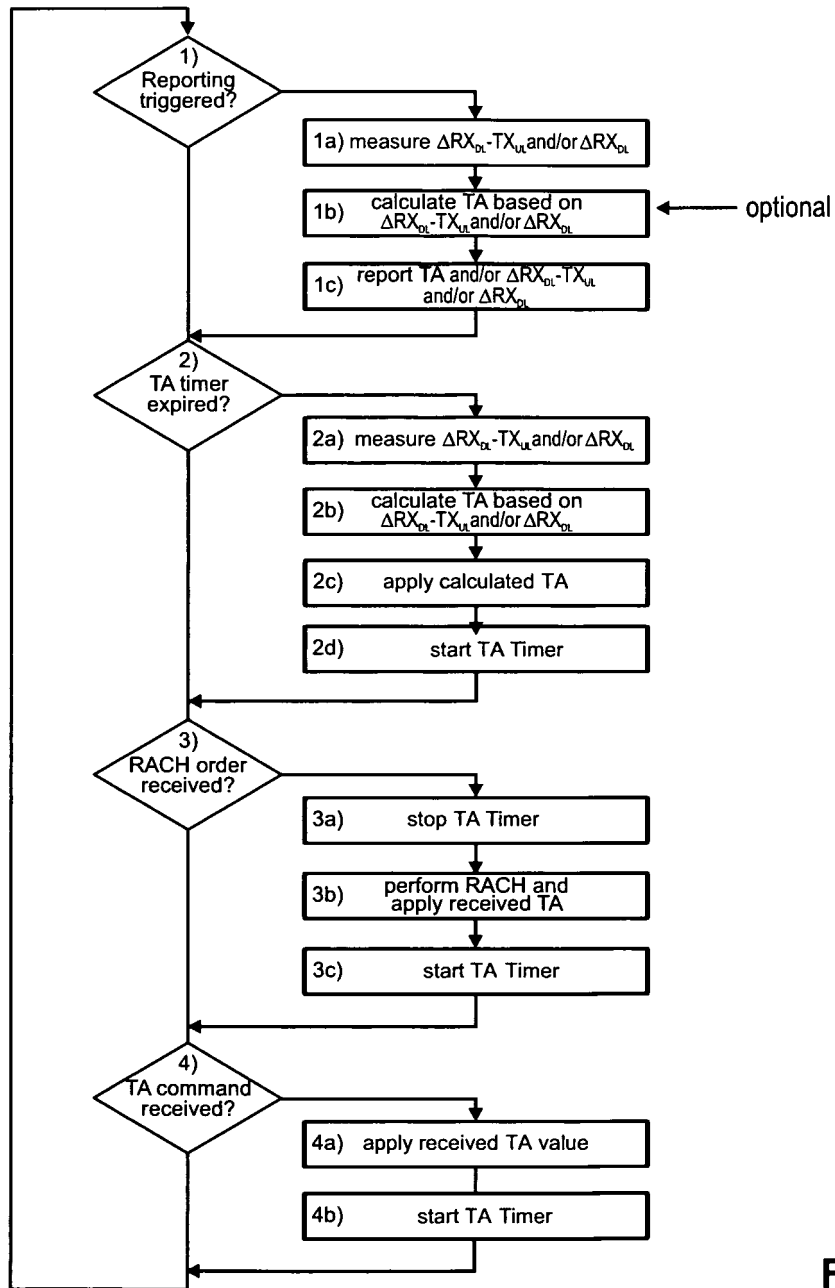 1)
Reporting
triggered?
1a) measure ΔRX_DL-TX_UL and/or ΔRX_DL
1b) calculate TA based on
ΔRX_DL-TX_UL and/or ΔRX_DL
optional
1c) report TA and/or ΔRX_DL-TX_UL
and/or ΔRX_DL
2)
TA timer
expired?
2a) measure ΔRX_DL-TX_UL and/or ΔRX_DL
2b) calculate TA based on
ΔRX_DL-TX_UL and/or ΔRX_DL
2c) apply calculated TA
2d) start TA Timer
3)
RACH order
received?
3a) stop TA Timer
3b) perform RACH and
apply received TA
3c) start TA Timer
4)
TA command
received?
4a) apply received TA value
4b) start TA Timer